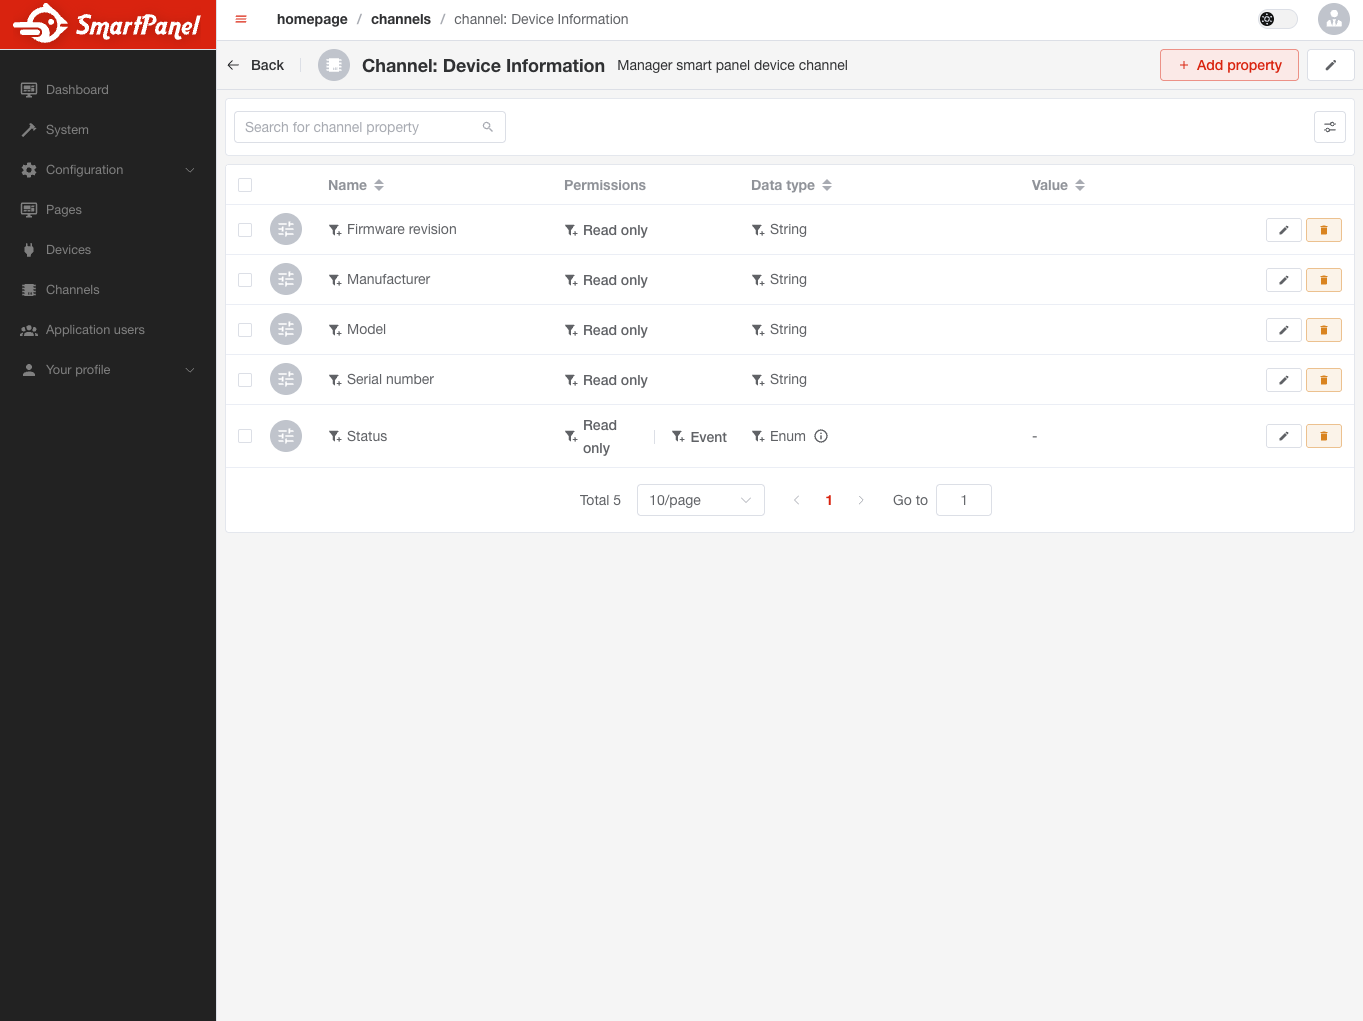 SmartPanel
homepage / channels / channel: Device Information
Back
Channel: Device Information
Manager smart panel device channel
Add property
Dashboard
System
Configuration
Pages
Devices
Channels
Application users
Your profile
Search for channel property
Name Permissions Data type Value
Firmware revision Read only String
Manufacturer Read only String
Model Read only String
Serial number Read only String
Status Read only Event Enum -
Total 5 10/page 1 Go to 1